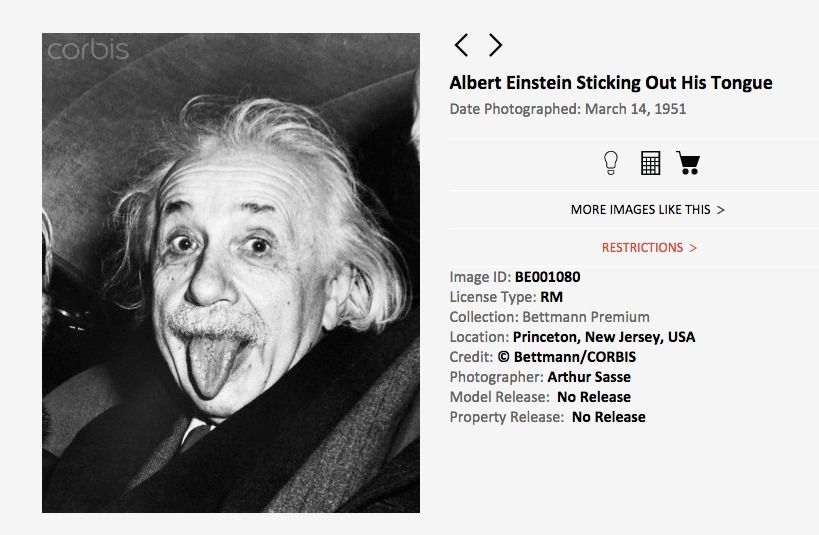 corbis
Albert Einstein Sticking Out His Tongue
Date Photographed: March 14, 1951
MORE IMAGES LIKE THIS >
RESTRICTIONS >
Image ID: BE001080
License Type: RM
Collection: Bettmann Premium
Location: Princeton, New Jersey, USA
Credit: © Bettmann/CORBIS
Photographer: Arthur Sasse
Model Release: No Release
Property Release: No Release